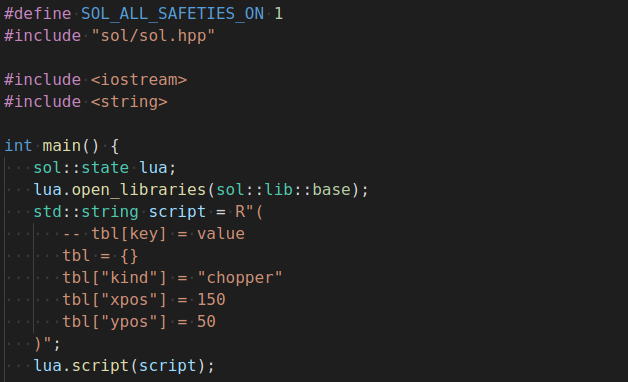 #define SOL_ALL_SAFETIES_ON 1
#include "sol/sol.hpp"

#include <iostream>
#include <string>

int main() {
    sol::state lua;
    lua.open_libraries(sol::lib::base);
    std::string script = R"(
        -- tbl[key] = value
        tbl = {}
        tbl["kind"] = "chopper"
        tbl["xpos"] = 150
        tbl["ypos"] = 50
    )";
    lua.script(script);